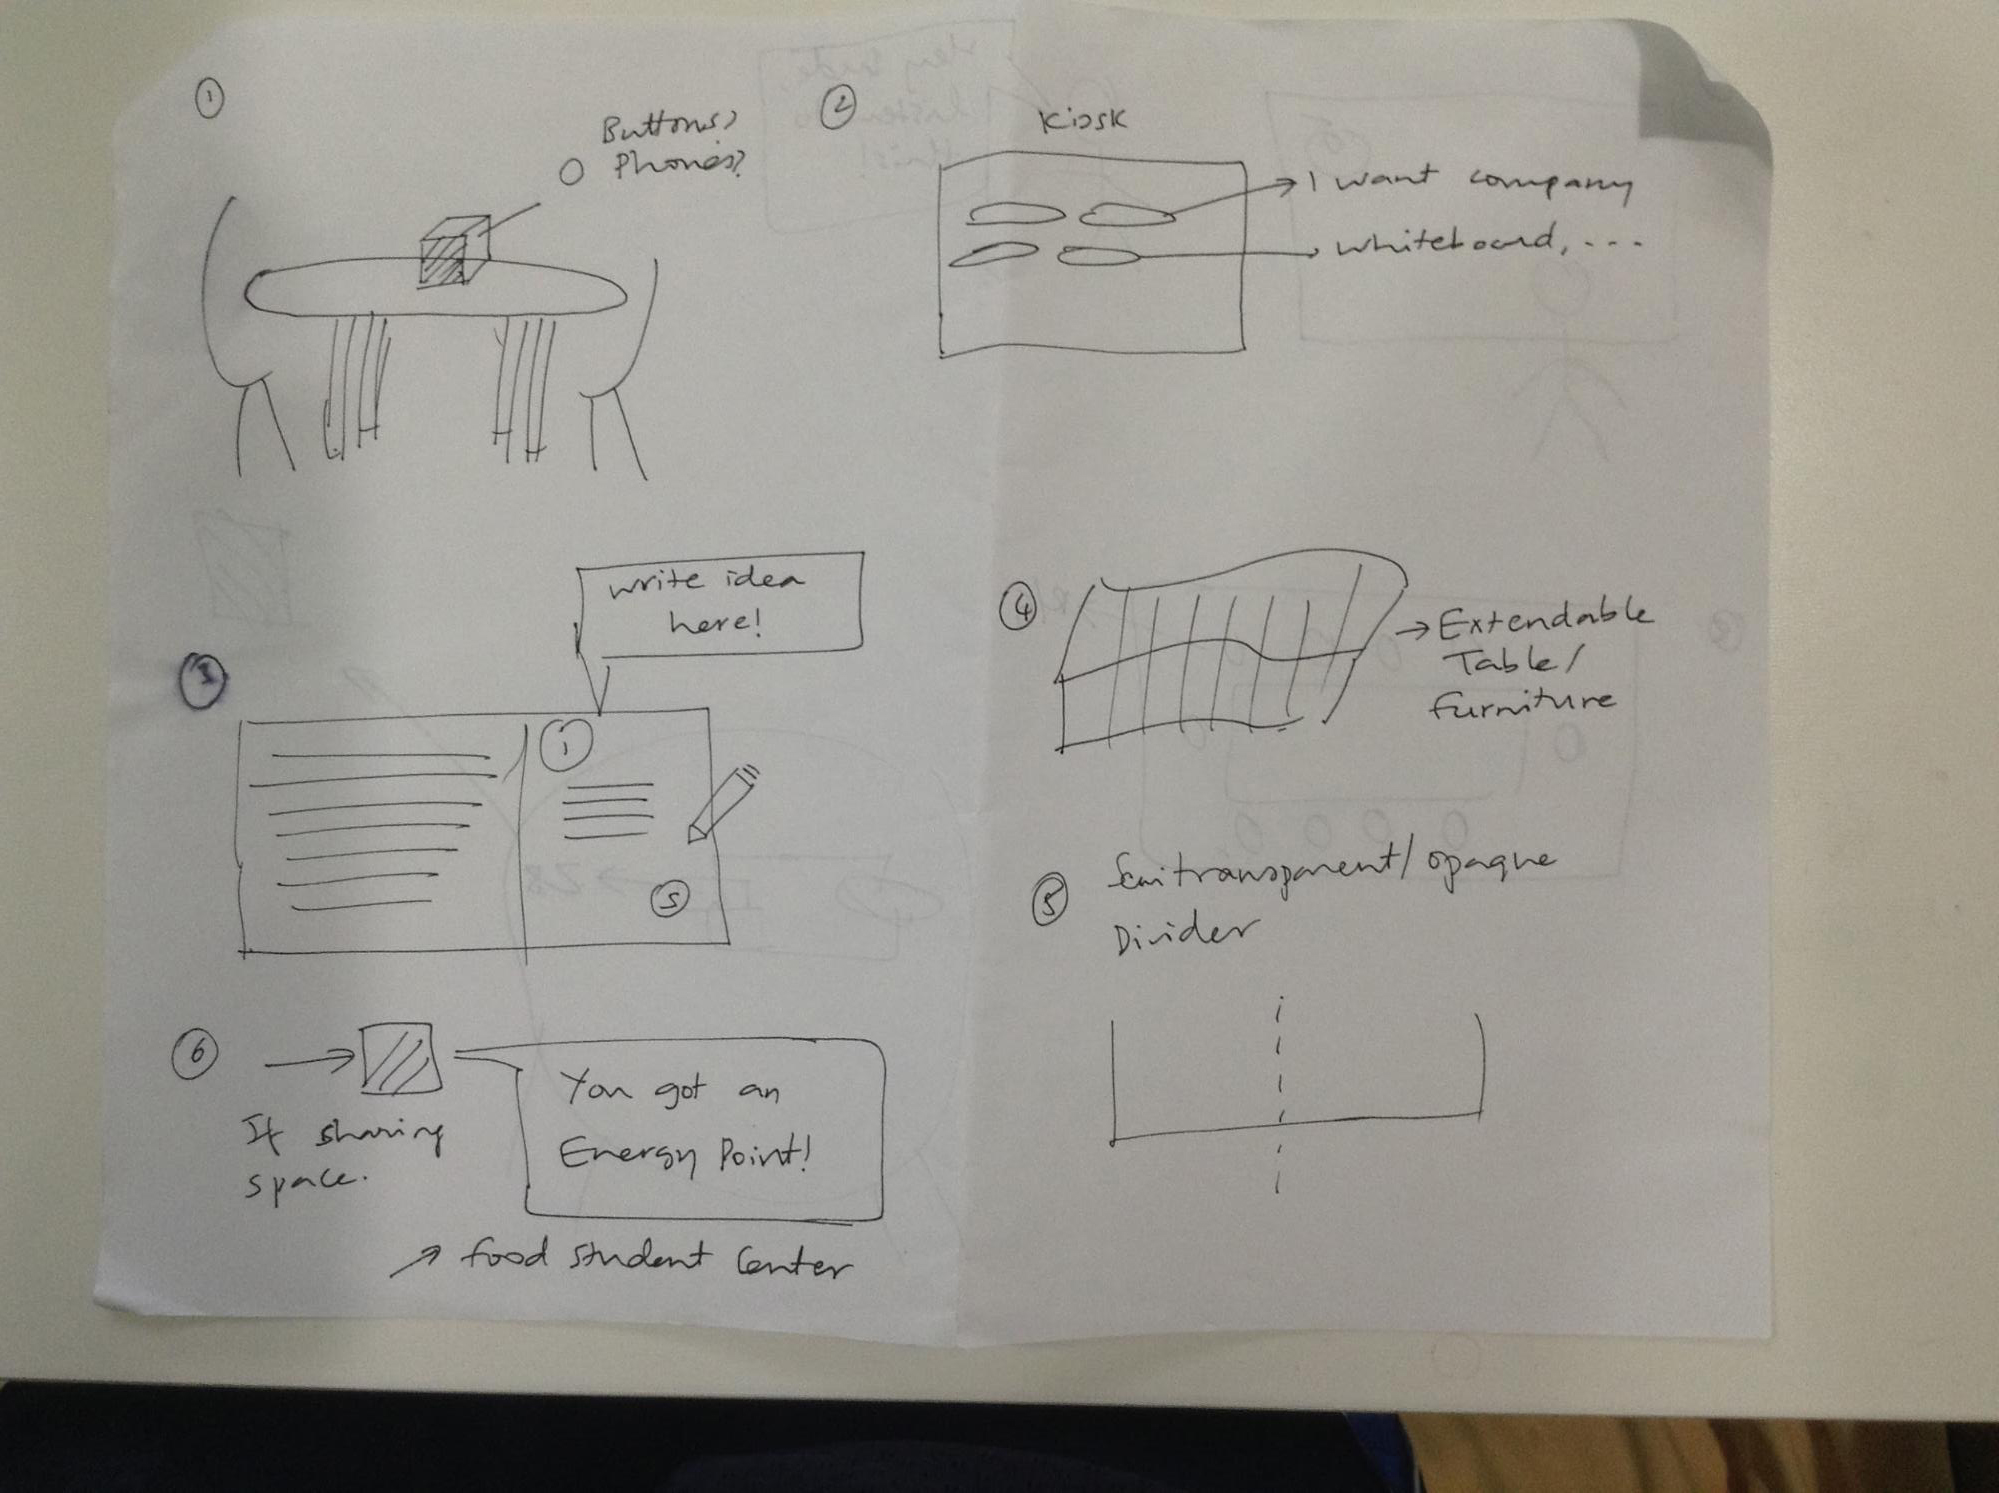 1
Buttons?
Phones?
2
Kiosk
I want company
whiteboard, ...
3
write idea
here!
1
5
4
Extendable
Table/
furniture
5
Semitransparent/opaque
Divider
6
If sharing
space.
You got an
Energy Point!
food student center